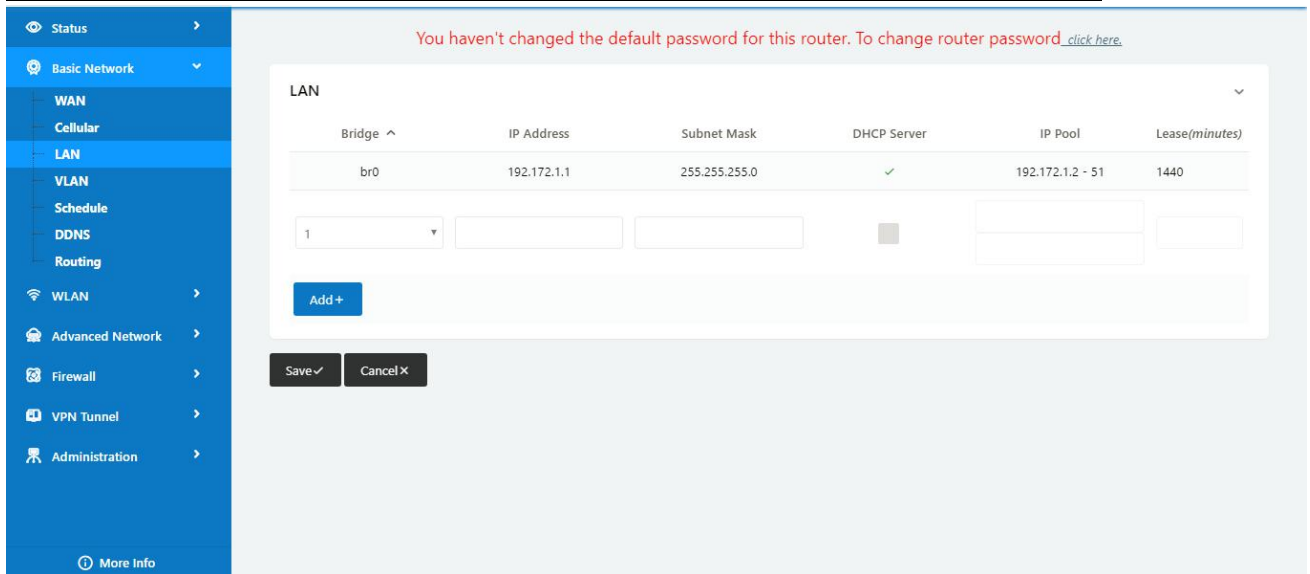 Status
Basic Network
WAN
Cellular
LAN
VLAN
Schedule
DDNS
Routing
WLAN
Advanced Network
Firewall
VPN Tunnel
Administration
More Info
You haven't changed the default password for this router. To change router password click here.
LAN
Bridge IP Address Subnet Mask DHCP Server IP Pool Lease(minutes)
br0 192.172.1.1 255.255.255.0 192.172.1.2 - 51 1440
1
Add+
Save Cancel